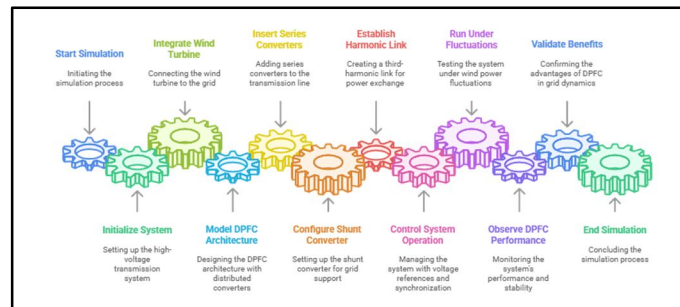 Start Simulation
Initiating the
simulation process
Integrate Wind
Turbine
Connecting the wind
turbine to the grid
Insert Series
Converters
Adding series
converters to the
transmission line
Establish
Harmonic Link
Creating a third-
harmonic link for
power exchange
Run Under
Fluctuations
Testing the system
under wind power
fluctuations
Validate Benefits
Confirming the
advantages of DPFC
in grid dynamics
Initialize System
Setting up the high-
voltage
transmission
system
Model DPFC
Architecture
Designing the DPFC
architecture with
distributed
converters
Configure Shunt
Converter
Setting up the shunt
converter for grid
support
Control System
Operation
Managing the
system with voltage
references and
synchronization
Observe DPFC
Performance
Monitoring the
system's
performance and
stability
End Simulation
Concluding the
simulation process